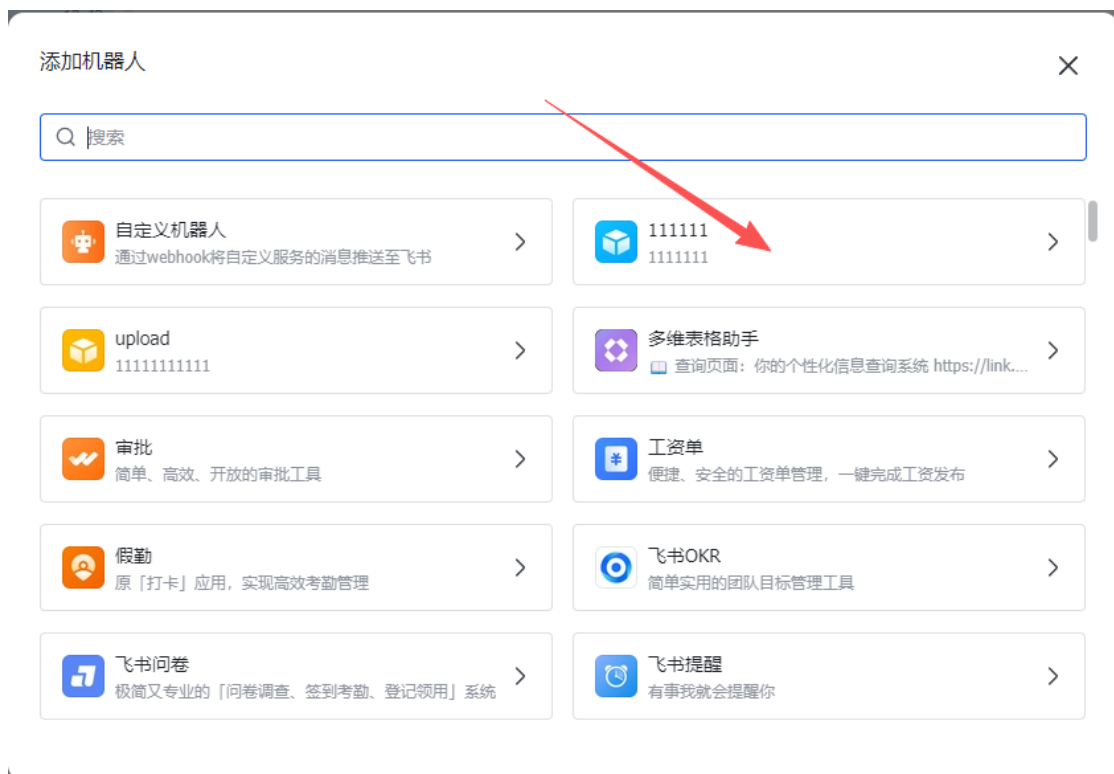 添加机器人
搜索
自定义机器人
通过webhook将自定义服务的消息推送至飞书
111111
1111111
upload
11111111111
多维表格助手
查询页面：你的个性化信息查询系统 https://link....
审批
简单、高效、开放的审批工具
工资单
便捷、安全的工资单管理，一键完成工资发布
假勤
原「打卡」应用，实现高效考勤管理
飞书OKR
简单实用的团队目标管理工具
飞书问卷
极简又专业的「问卷调查、签到考勤、登记领用」系统
飞书提醒
有事我就会提醒你